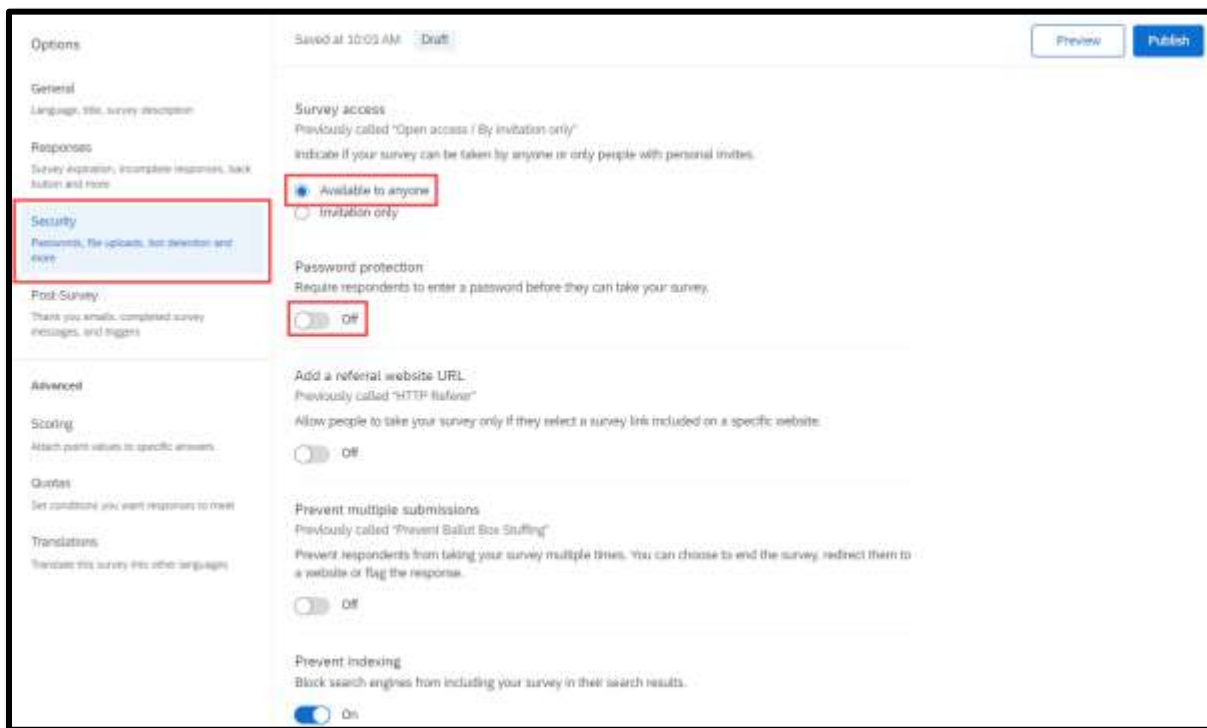 Options
General
Language, title, survey description
Responses
Survey expiration, incomplete responses, back
button and more
Security
Passwords, file uploads, bot detection and
more
Post-Survey
Thank you emails, completed survey
messages, and triggers
Advanced
Scoring
Attach point values to specific answers
Quotas
Set conditions you want responses to meet
Translations
Translate this survey into other languages
Saved at 10:03 AM Draft
Preview Publish
Survey access
Previously called "Open access / By invitation only"
Indicate if your survey can be taken by anyone or only people with personal invites.
Available to anyone
Invitation only
Password protection
Require respondents to enter a password before they can take your survey.
Off
Add a referral website URL
Previously called "HTTP Referer"
Allow people to take your survey only if they select a survey link included on a specific website.
Off
Prevent multiple submissions
Previously called "Prevent Ballot Box Stuffing"
Prevent respondents from taking your survey multiple times. You can choose to end the survey, redirect them to
a website or flag the response.
Off
Prevent indexing
Block search engines from including your survey in their search results.
On